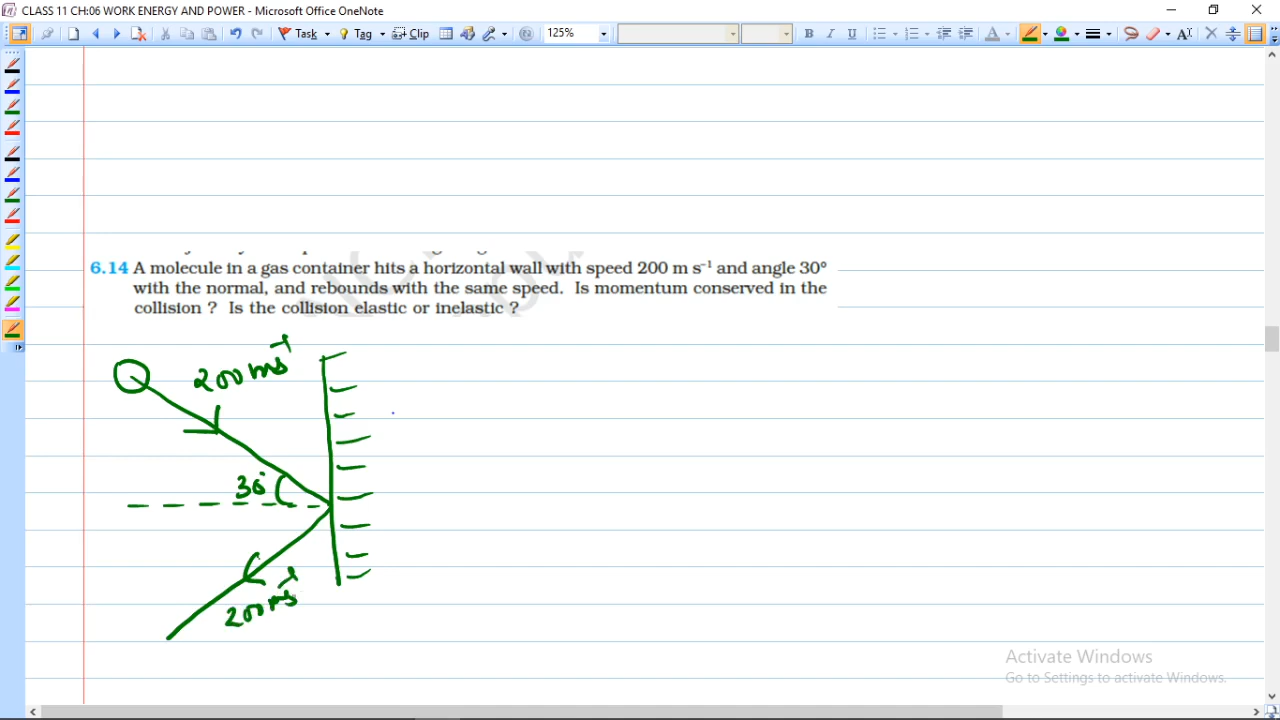 CLASS 11 CH:06 WORK ENERGY AND POWER - Microsoft Office OneNote
Task Tag Clip 125% B I U A
6.14 A molecule in a gas container hits a horizontal wall with speed 200 m s⁻¹ and angle 30°
with the normal, and rebounds with the same speed. Is momentum conserved in the
collision ? Is the collision elastic or inelastic ?
200 ms⁻¹
30°
200 ms⁻¹
Activate Windows
Go to Settings to activate Windows.